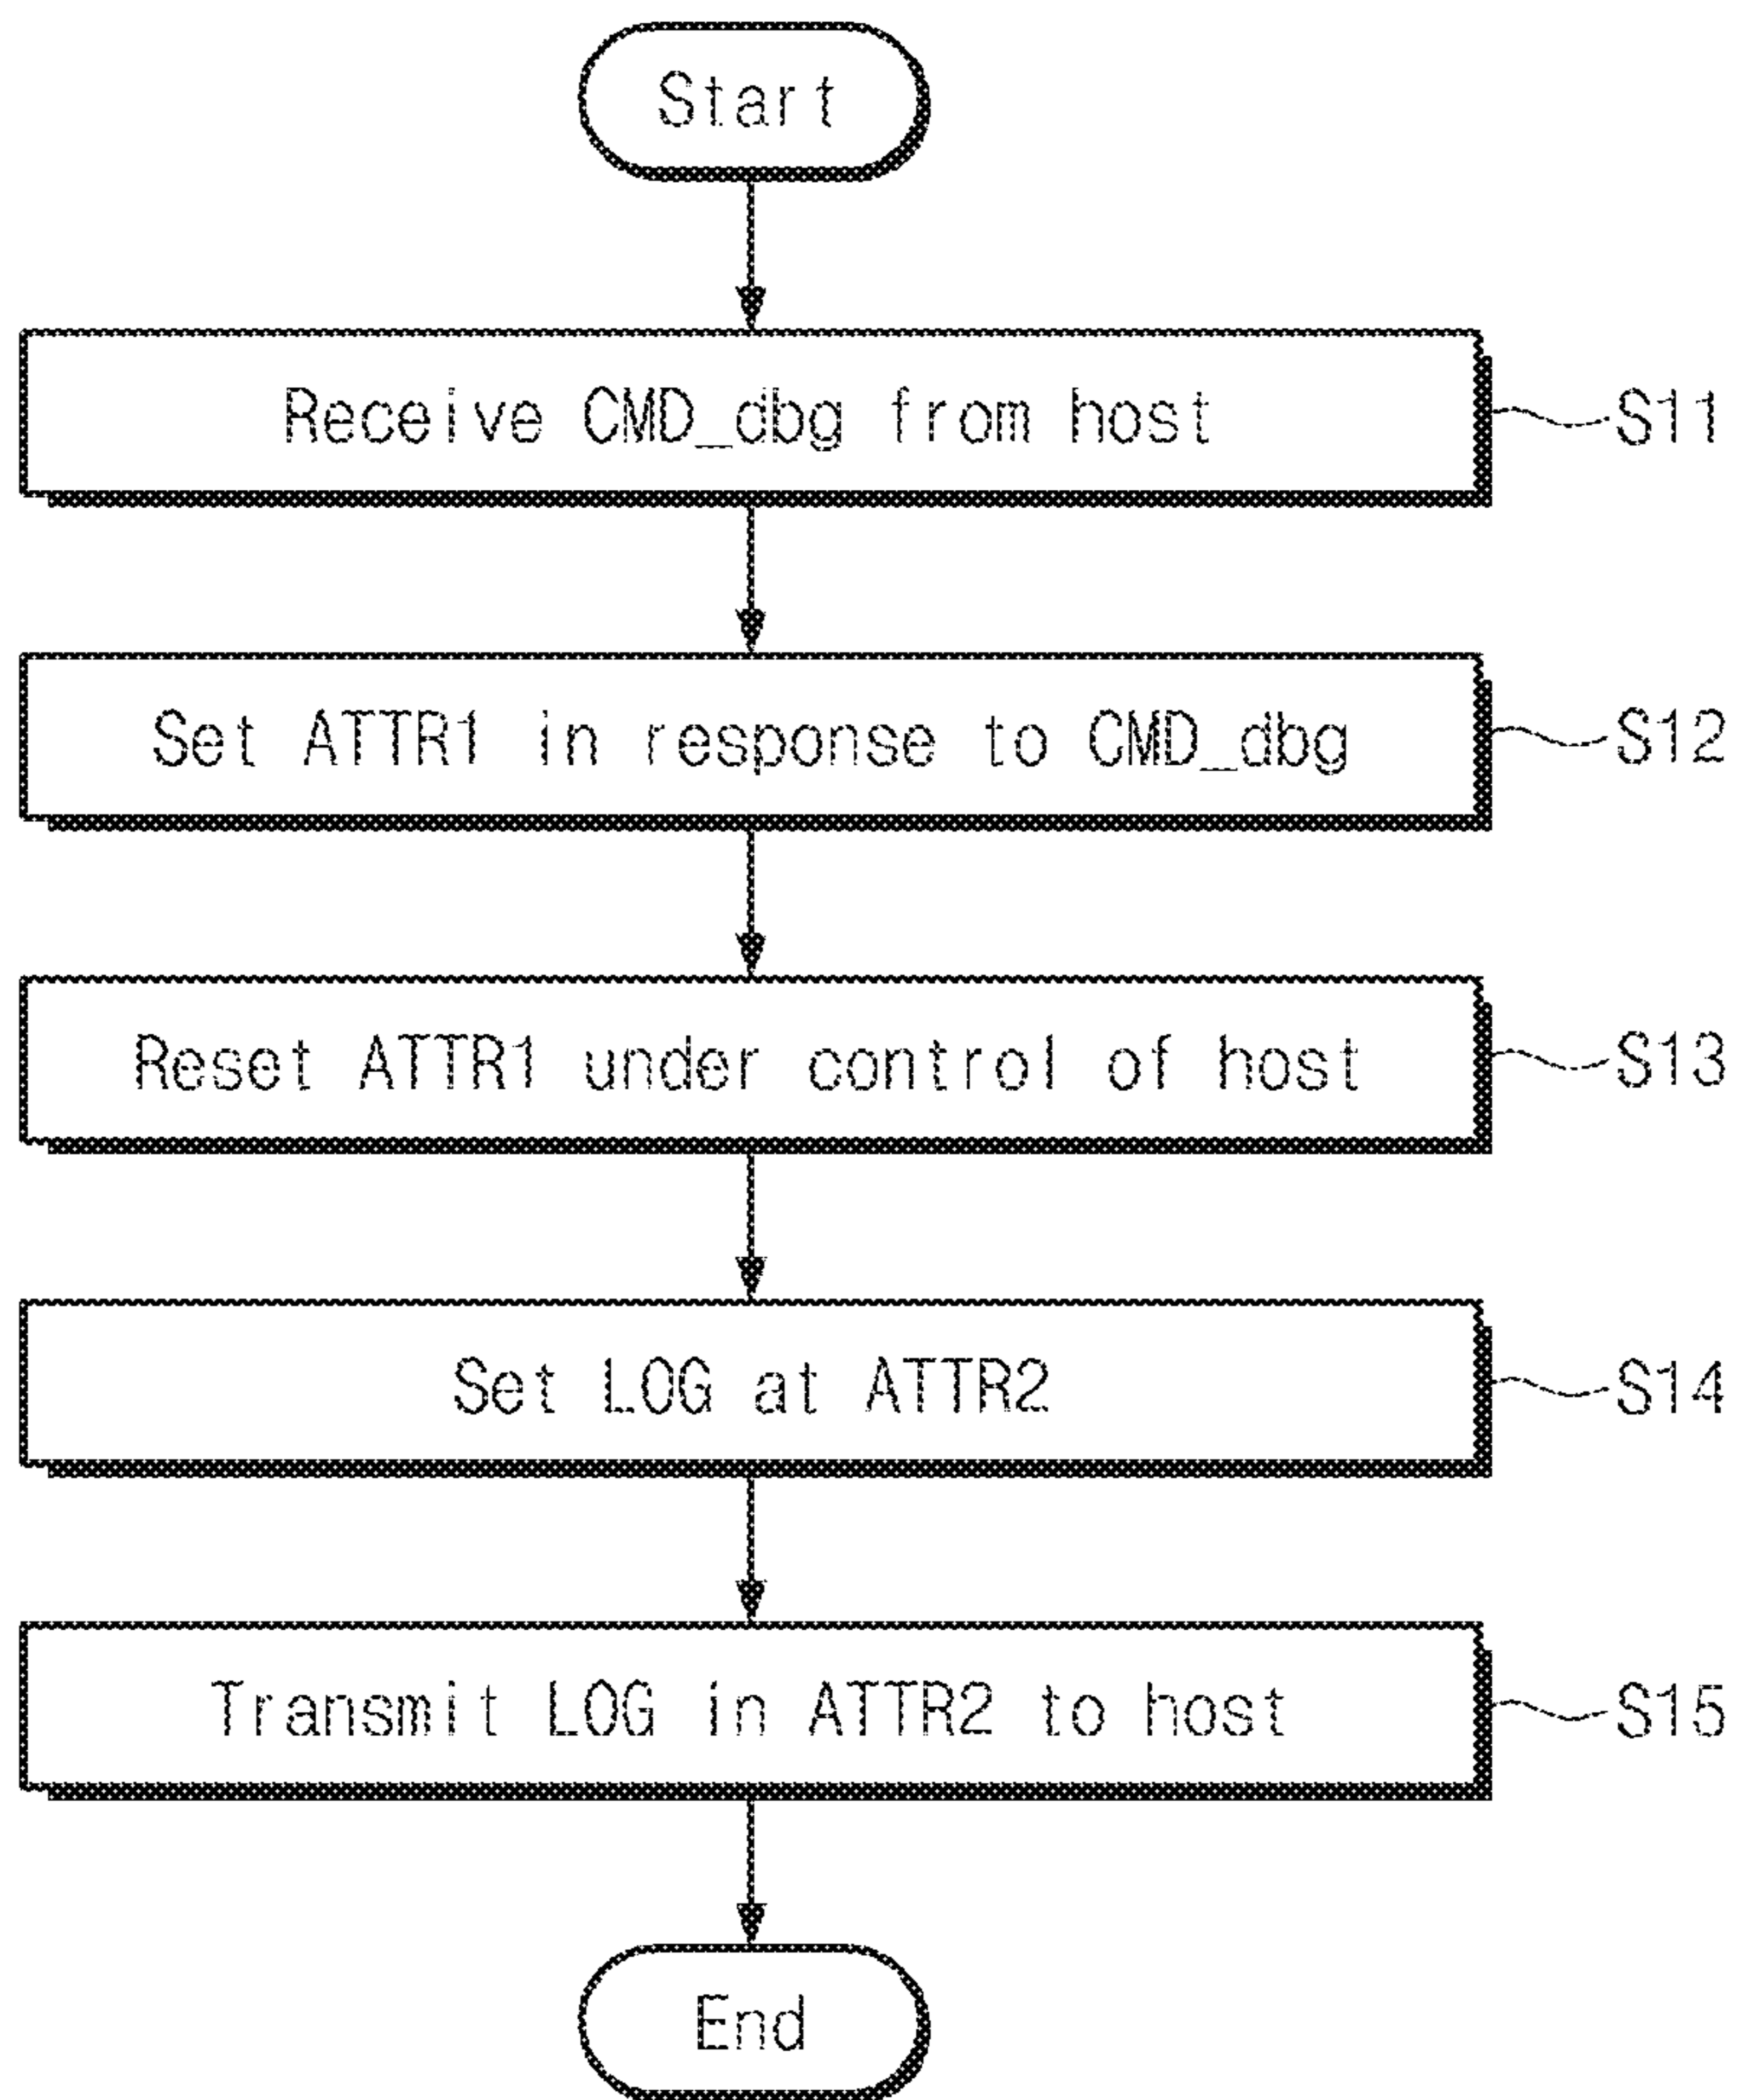 Start
Receive CMD_dbg from host
S11
Set ATTR1 in response to CMD_dbg
S12
Reset ATTR1 under control of host
S13
Set LOG at ATTR2
S14
Transmit LOG in ATTR2 to host
S15
End